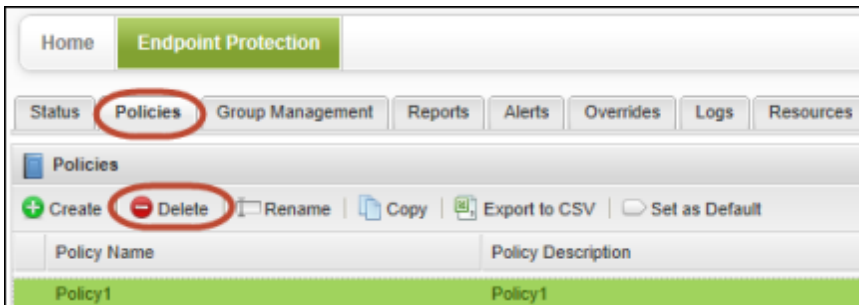 Home Endpoint Protection
Status Policies Group Management Reports Alerts Overrides Logs Resources
Policies
Create Delete Rename Copy Export to CSV Set as Default
Policy Name Policy Description
Policy1 Policy1